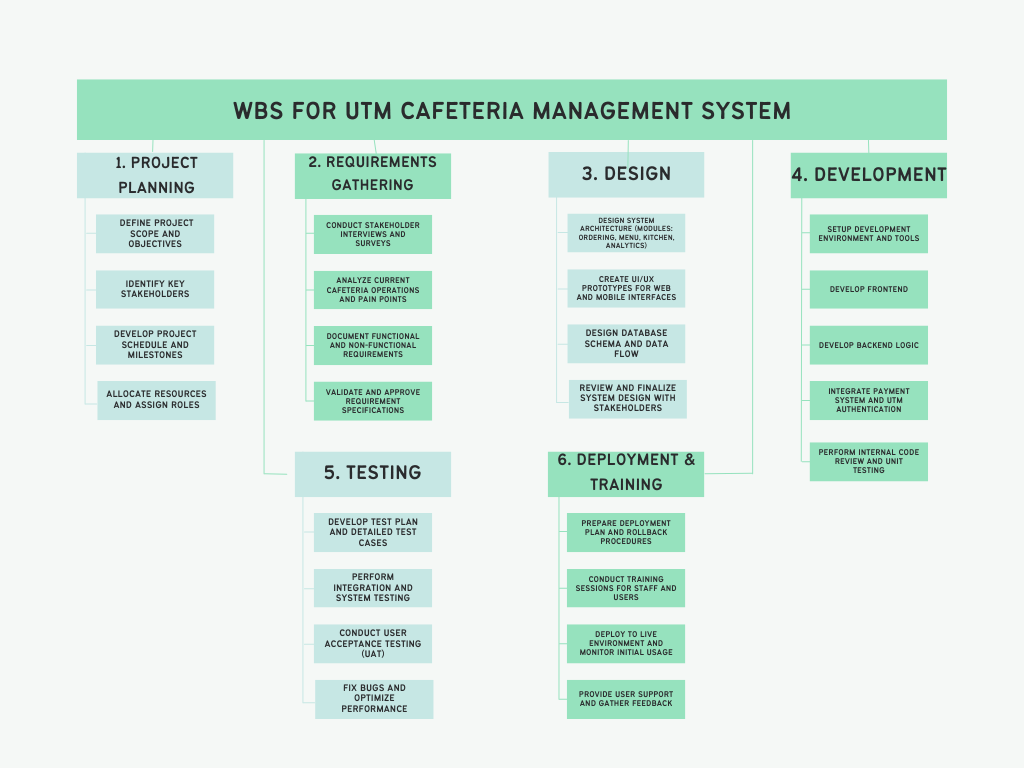 WBS FOR UTM CAFETERIA MANAGEMENT SYSTEM
1. PROJECT
PLANNING
DEFINE PROJECT
SCOPE AND
OBJECTIVES
IDENTIFY KEY
STAKEHOLDERS
DEVELOP PROJECT
SCHEDULE AND
MILESTONES
ALLOCATE RESOURCES
AND ASSIGN ROLES
2. REQUIREMENTS
GATHERING
CONDUCT STAKEHOLDER
INTERVIEWS AND
SURVEYS
ANALYZE CURRENT
CAFETERIA OPERATIONS
AND PAIN POINTS
DOCUMENT FUNCTIONAL
AND NON-FUNCTIONAL
REQUIREMENTS
VALIDATE AND APPROVE
REQUIREMENT
SPECIFICATIONS
3. DESIGN
DESIGN SYSTEM
ARCHITECTURE (MODULES:
ORDERING, MENU, KITCHEN,
ANALYTICS)
CREATE UI/UX
PROTOTYPES FOR WEB
AND MOBILE INTERFACES
DESIGN DATABASE
SCHEMA AND DATA
FLOW
REVIEW AND FINALIZE
SYSTEM DESIGN WITH
STAKEHOLDERS
4. DEVELOPMENT
SETUP DEVELOPMENT
ENVIRONMENT AND TOOLS
DEVELOP FRONTEND
DEVELOP BACKEND LOGIC
INTEGRATE PAYMENT
SYSTEM AND UTM
AUTHENTICATION
PERFORM INTERNAL CODE
REVIEW AND UNIT
TESTING
5. TESTING
DEVELOP TEST PLAN
AND DETAILED TEST
CASES
PERFORM
INTEGRATION AND
SYSTEM TESTING
CONDUCT USER
ACCEPTANCE TESTING
(UAT)
FIX BUGS AND
OPTIMIZE
PERFORMANCE
6. DEPLOYMENT &
TRAINING
PREPARE DEPLOYMENT
PLAN AND ROLLBACK
PROCEDURES
CONDUCT TRAINING
SESSIONS FOR STAFF AND
USERS
DEPLOY TO LIVE
ENVIRONMENT AND
MONITOR INITIAL USAGE
PROVIDE USER SUPPORT
AND GATHER FEEDBACK